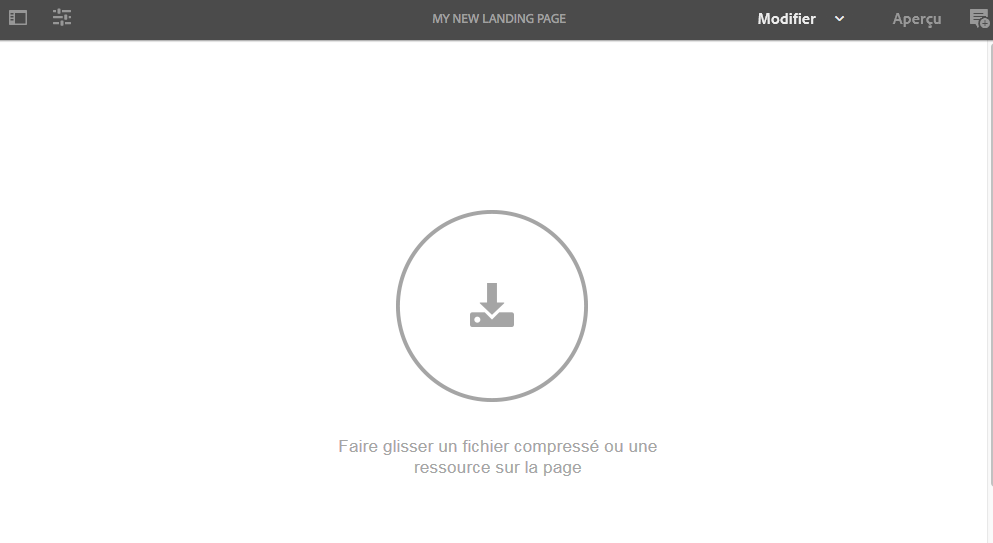 MY NEW LANDING PAGE
Modifier
Aperçu
Faire glisser un fichier compressé ou une
ressource sur la page